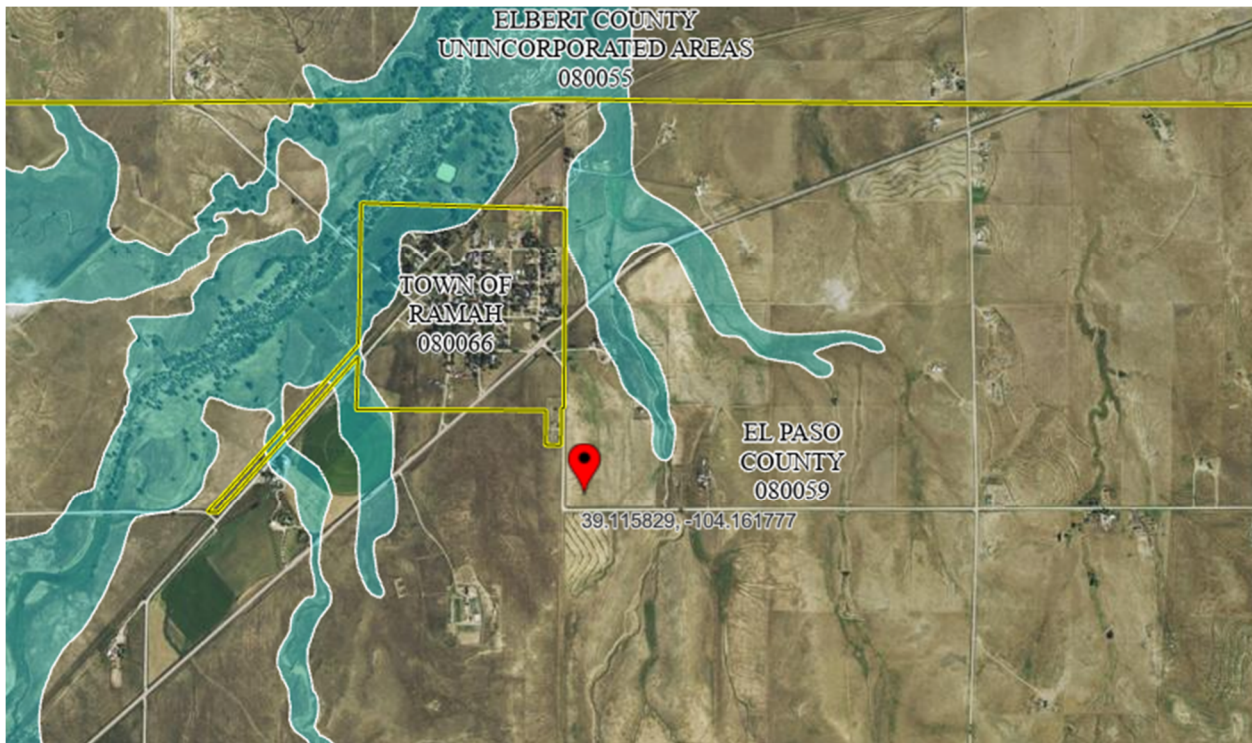 ELBERT COUNTY
UNINCORPORATED AREAS
080055
TOWN OF
RAMAH
080066
EL PASO
COUNTY
080059
39.115829, -104.161777